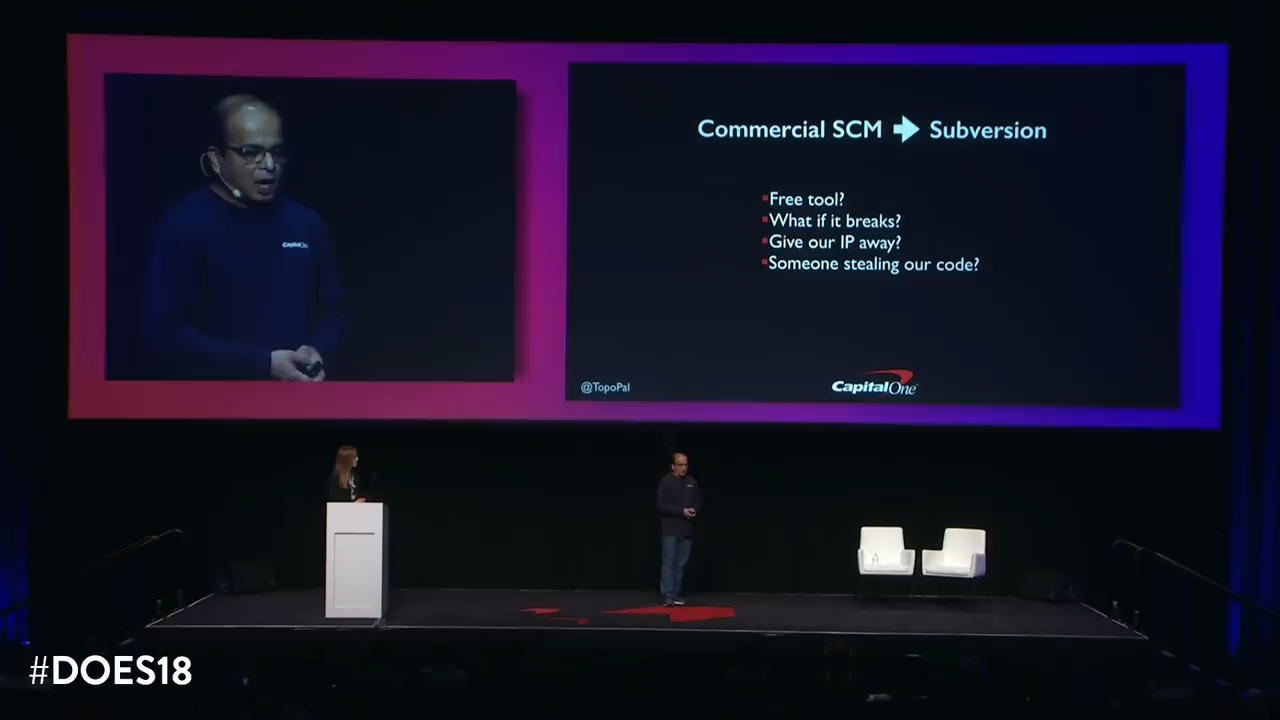 CapitalOne
Commercial SCM Subversion
Free tool?
What if it breaks?
Give our IP away?
Someone stealing our code?
@TopoPal
CapitalOne
#DOES18